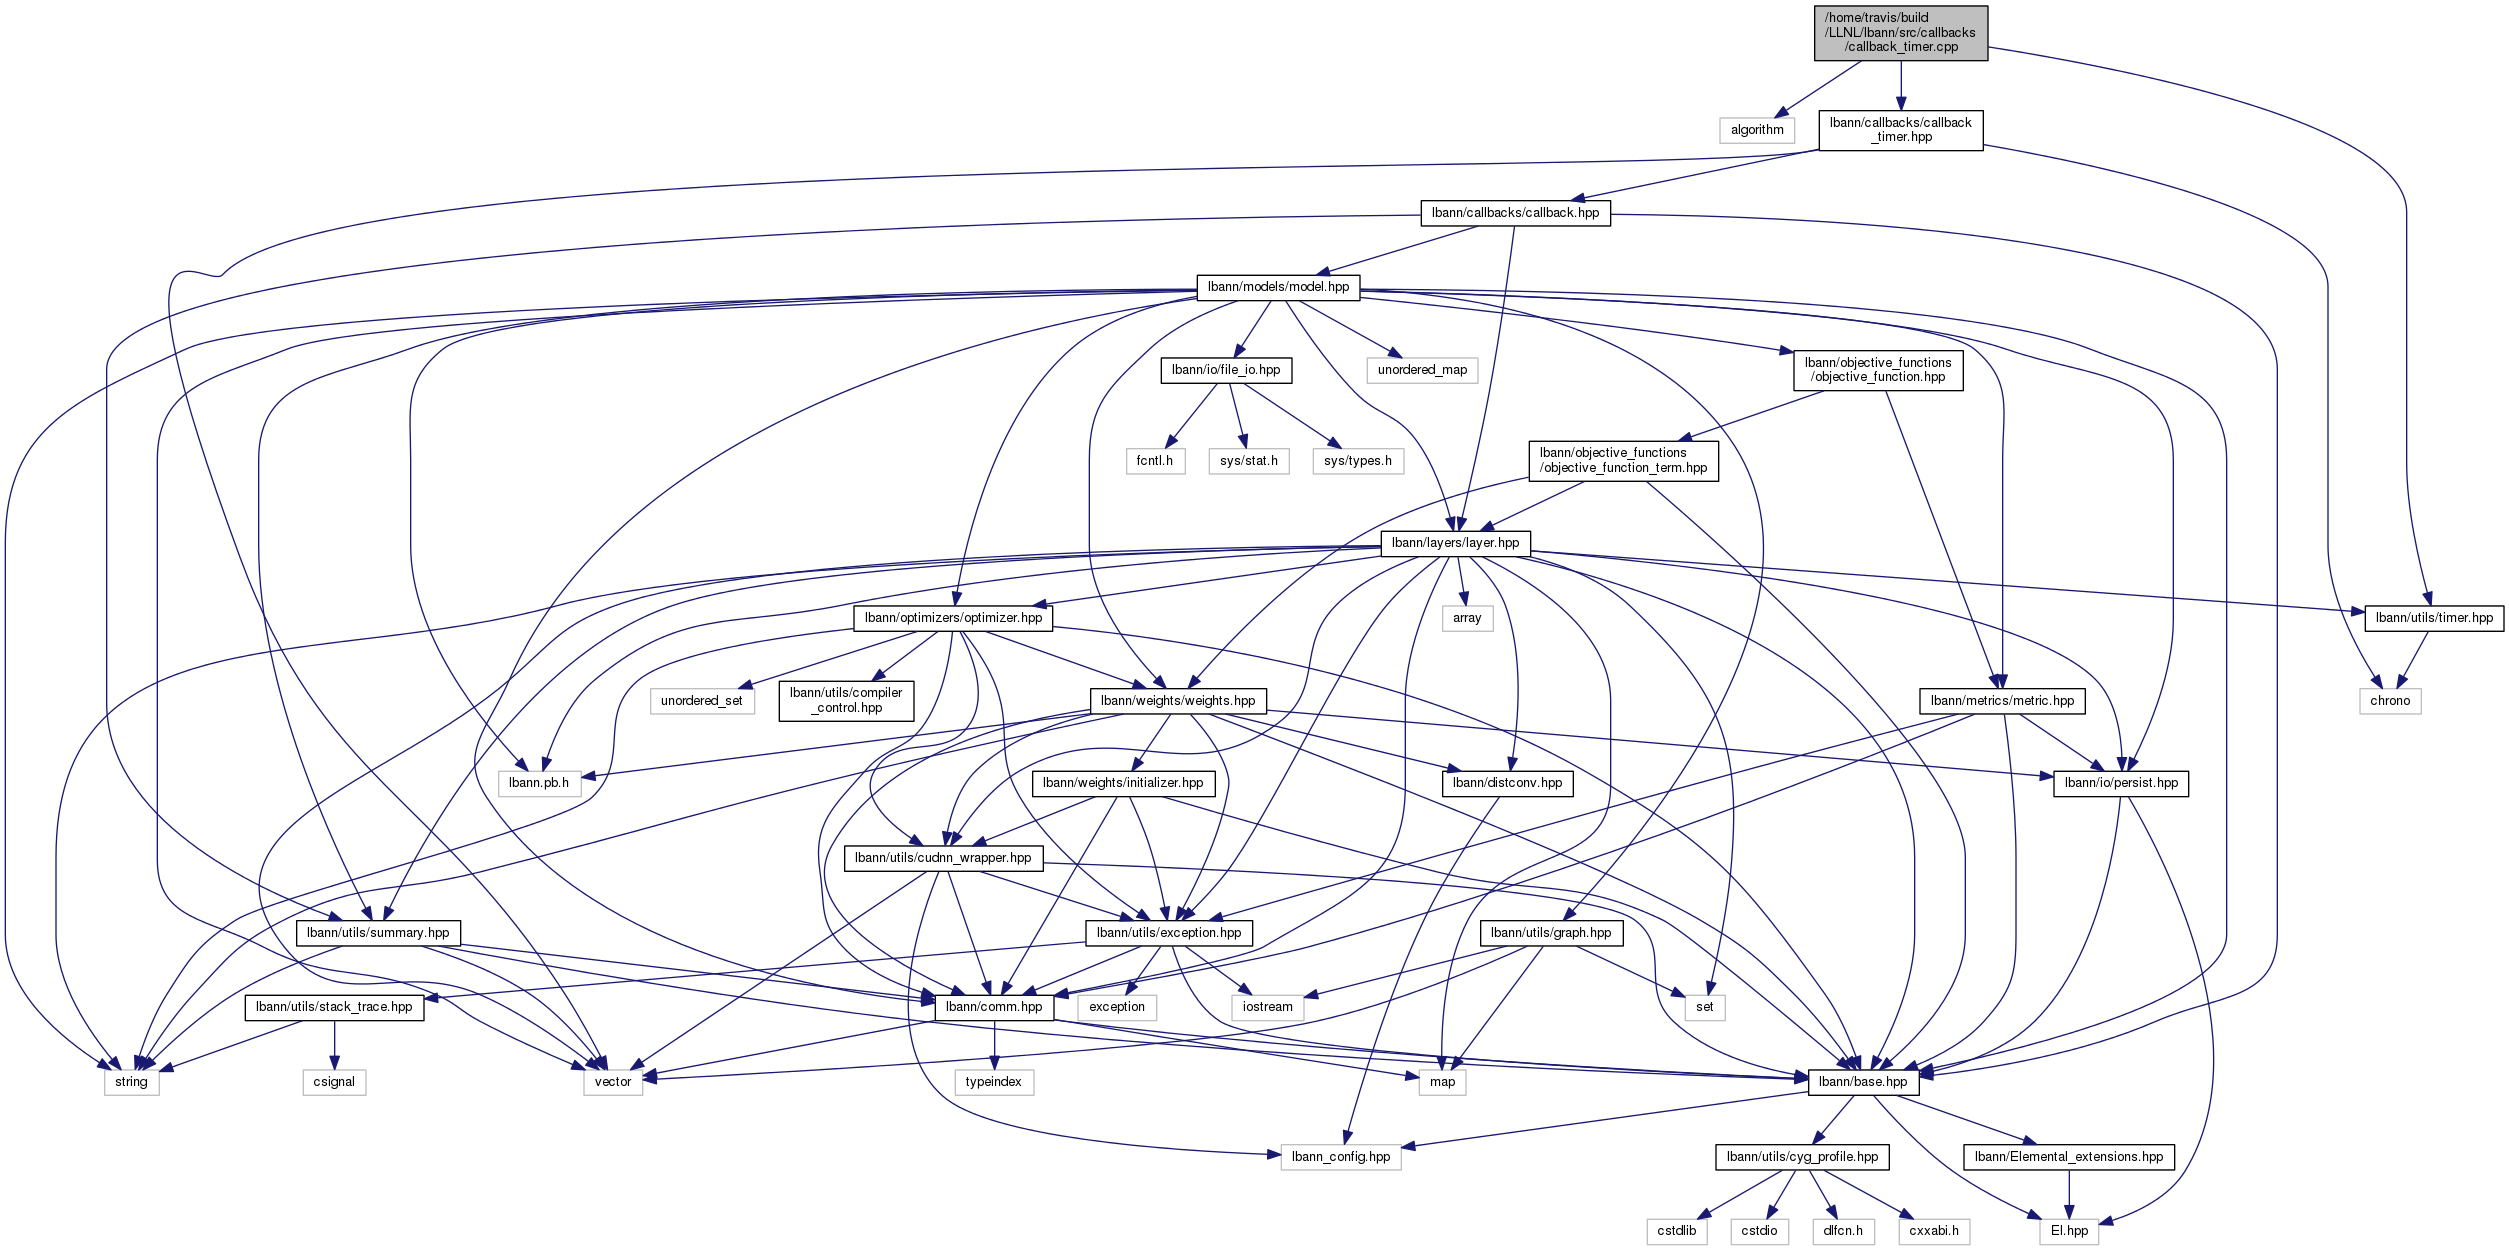 /home/travis/build
/LLNL/lbann/src/callbacks
/callback_timer.cpp
algorithm
lbann/callbacks/callback
_timer.hpp
lbann/callbacks/callback.hpp
lbann/models/model.hpp
lbann/io/file_io.hpp
unordered_map
lbann/objective_functions
/objective_function.hpp
fcntl.h
sys/stat.h
sys/types.h
lbann/objective_functions
/objective_function_term.hpp
lbann/layers/layer.hpp
lbann/optimizers/optimizer.hpp
array
lbann/utils/timer.hpp
unordered_set
lbann/utils/compiler
_control.hpp
lbann/weights/weights.hpp
lbann/metrics/metric.hpp
chrono
lbann.pb.h
lbann/weights/initializer.hpp
lbann/distconv.hpp
lbann/io/persist.hpp
lbann/utils/cudnn_wrapper.hpp
lbann/utils/summary.hpp
lbann/utils/exception.hpp
lbann/utils/graph.hpp
lbann/utils/stack_trace.hpp
lbann/comm.hpp
exception
iostream
set
string
csignal
vector
typeindex
map
lbann/base.hpp
lbann_config.hpp
lbann/utils/cyg_profile.hpp
lbann/Elemental_extensions.hpp
cstdlib
cstdio
dlfcn.h
cxxabi.h
El.hpp